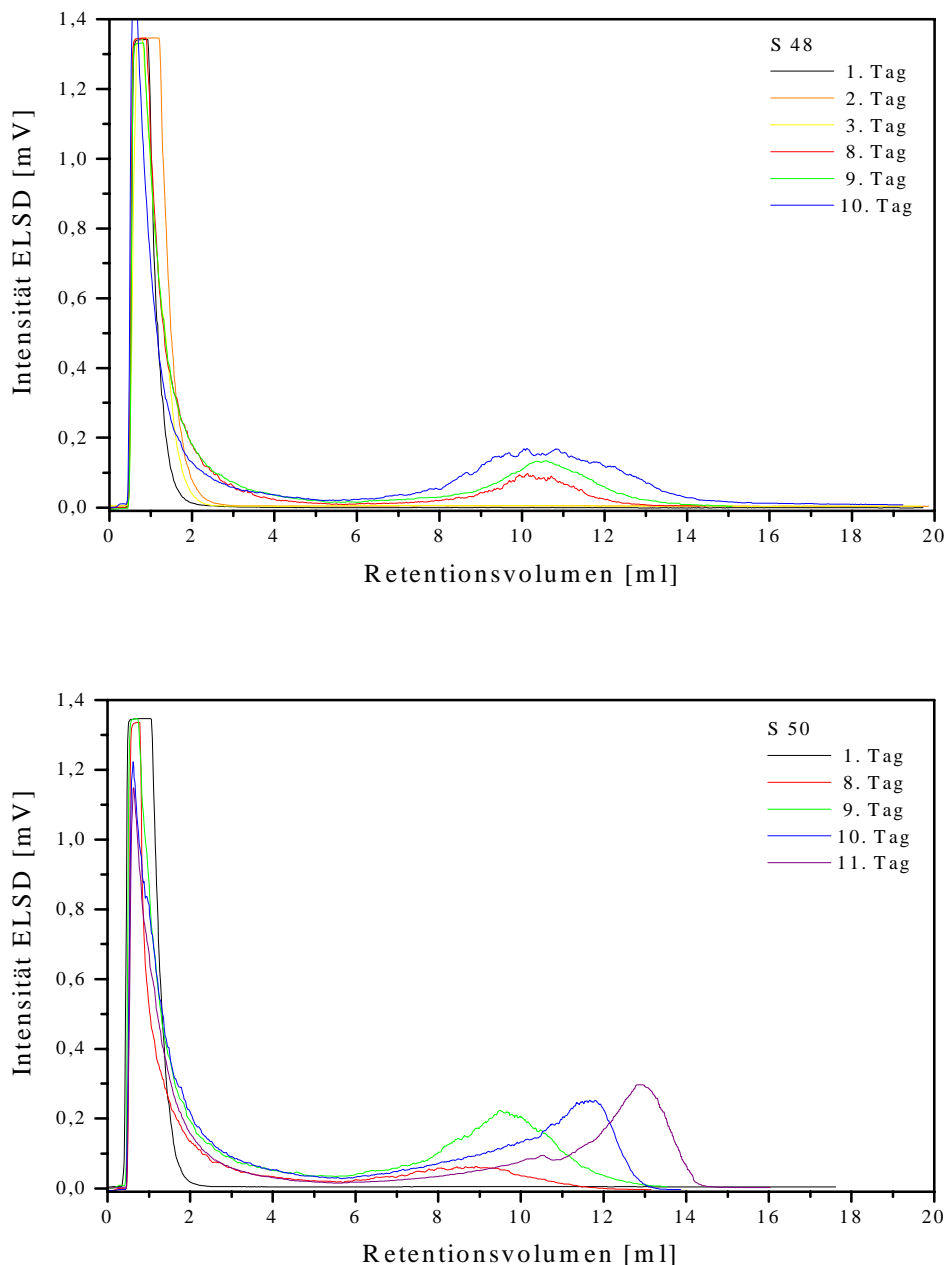 1,4
1,2
1,0
0,8
0,6
0,4
0,2
0,0
Intensität ELSD [mV]
S 48
1. Tag
2. Tag
3. Tag
8. Tag
9. Tag
10. Tag
0 2 4 6 8 10 12 14 16 18 20
Retentionsvolumen [ml]
1,4
1,2
1,0
0,8
0,6
0,4
0,2
0,0
Intensität ELSD [mV]
S 50
1. Tag
8. Tag
9. Tag
10. Tag
11. Tag
0 2 4 6 8 10 12 14 16 18 20
Retentionsvolumen [ml]